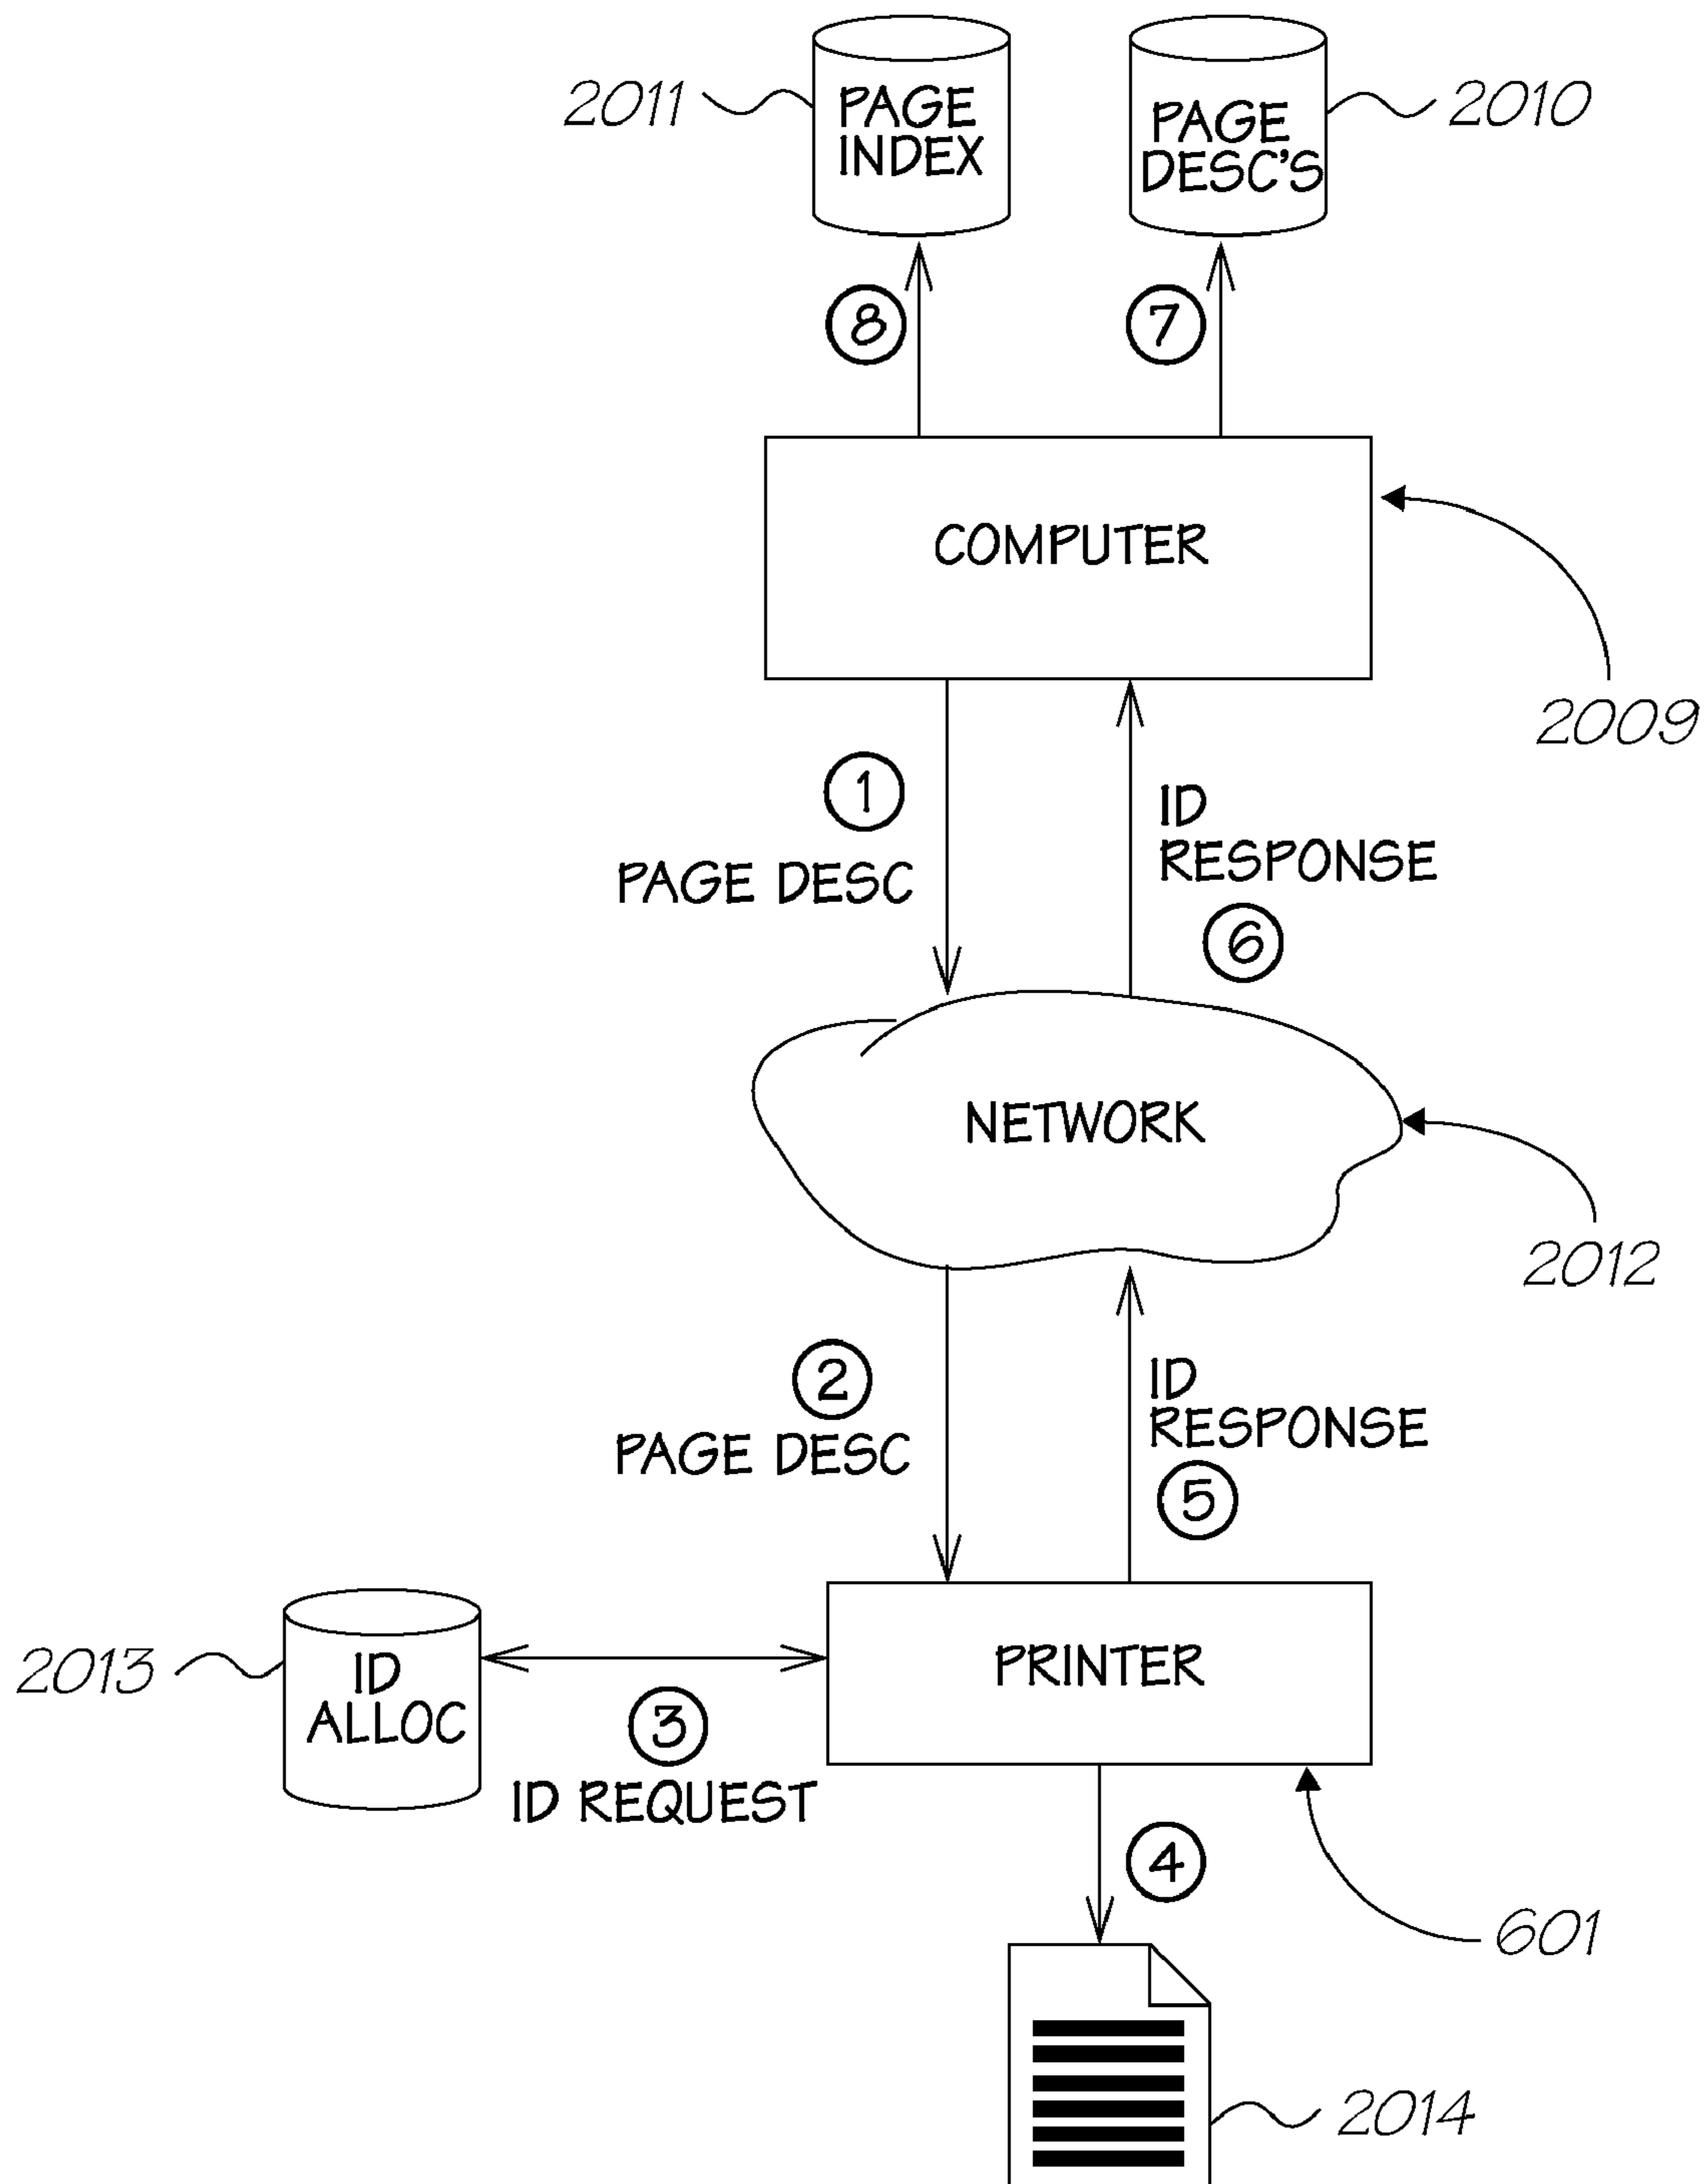 2011
PAGE
INDEX
PAGE
DESC'S
2010
8
7
COMPUTER
2009
1
PAGE DESC
ID
RESPONSE
6
NETWORK
2012
2
PAGE DESC
ID
RESPONSE
5
2013
ID
ALLOC
PRINTER
3
ID REQUEST
4
601
2014